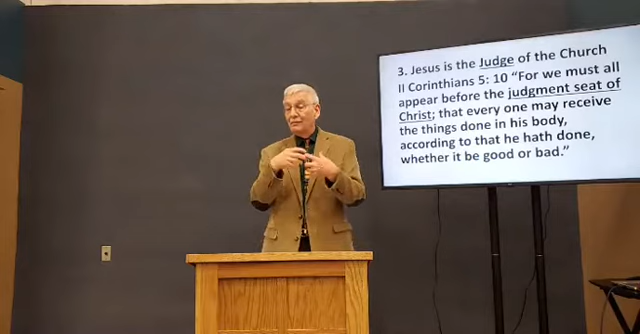 3. Jesus is the Judge of the Church
II Corinthians 5: 10 “For we must all
appear before the judgment seat of
Christ; that every one may receive
the things done in his body,
according to that he hath done,
whether it be good or bad.”